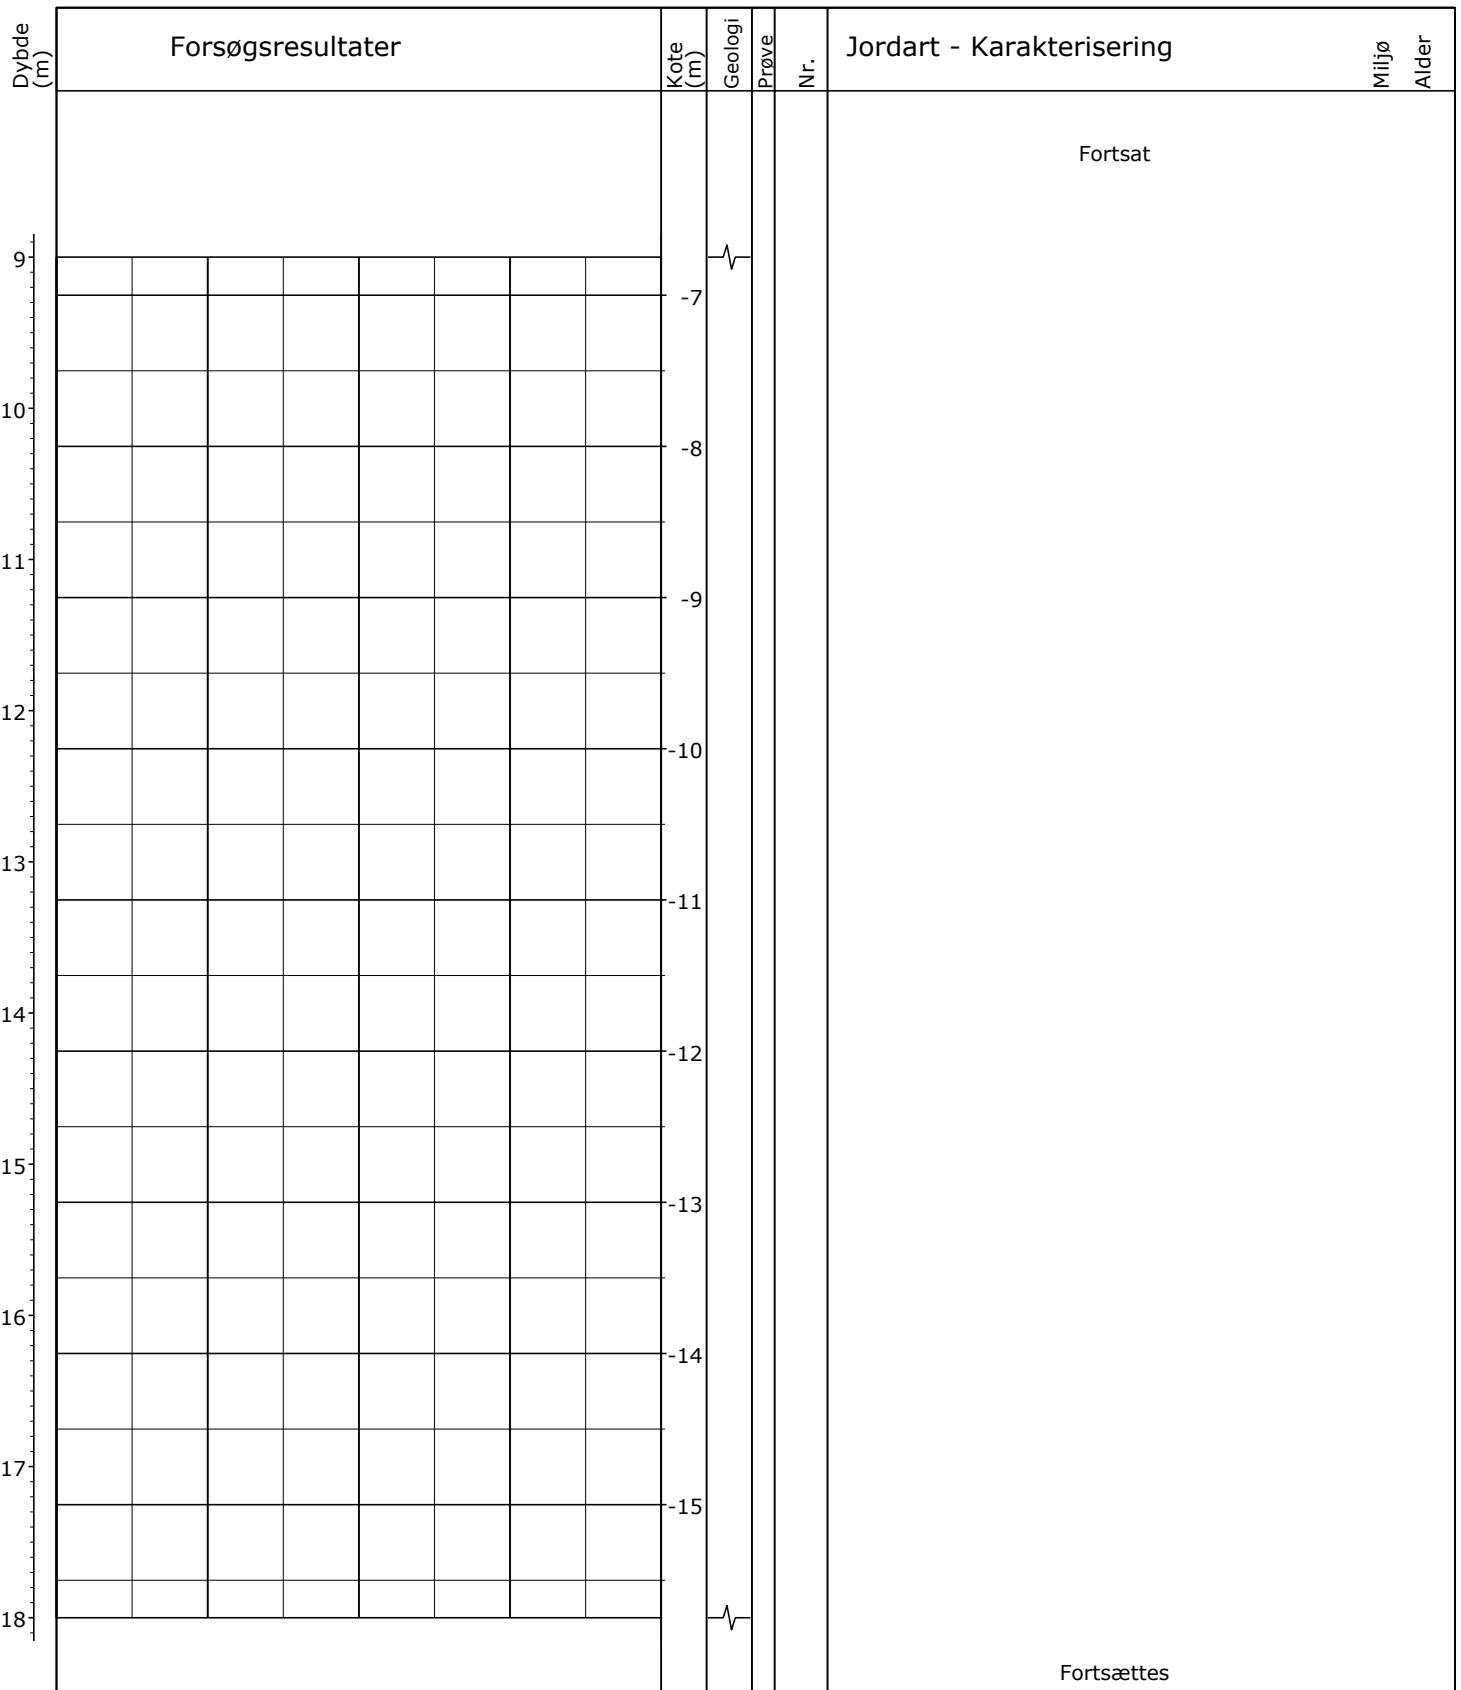 Dybde
(m)
Forsøgsresultater
Kote
(m)
Geologi
Prøve
Nr.
Jordart - Karakterisering
Miljø
Alder
Fortsat
9
-7
10
-8
11
-9
12
-10
13
-11
14
-12
15
-13
16
-14
17
-15
18
Fortsættes